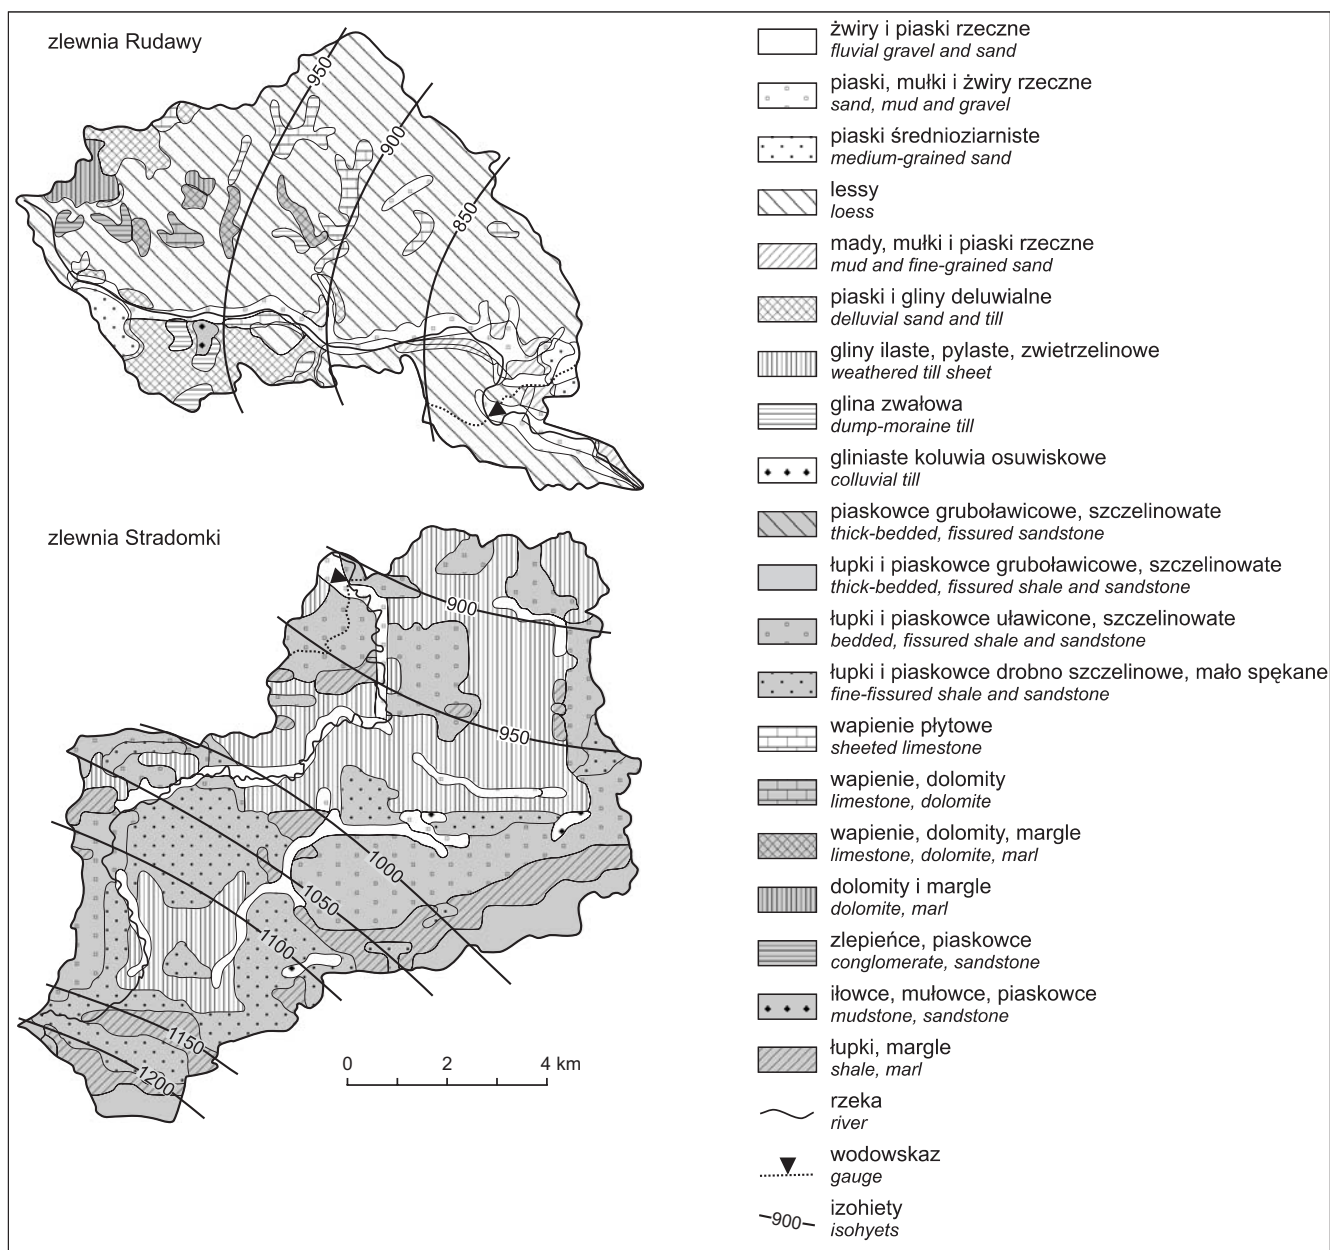 zlewnia Rudawy
950
900
850
zlewnia Stradomki
900
950
1000
1050
1100
1150
1200
0 2 4 km
żwiry i piaski rzeczne
fluvial gravel and sand
piaski, mułki i żwiry rzeczne
sand, mud and gravel
piaski średnioziarniste
medium-grained sand
lessy
loess
mady, mułki i piaski rzeczne
mud and fine-grained sand
piaski i gliny deluwialne
delluvial sand and till
gliny ilaste, pylaste, zwietrzelinowe
weathered till sheet
glina zwałowa
dump-moraine till
gliniaste koluwia osuwiskowe
colluvial till
piaskowce gruboławicowe, szczelinowate
thick-bedded, fissured sandstone
łupki i piaskowce gruboławicowe, szczelinowate
thick-bedded, fissured shale and sandstone
łupki i piaskowce uławicone, szczelinowate
bedded, fissured shale and sandstone
łupki i piaskowce drobno szczelinowe, mało spękane
fine-fissured shale and sandstone
wapienie płytowe
sheeted limestone
wapienie, dolomity
limestone, dolomite
wapienie, dolomity, margle
limestone, dolomite, marl
dolomity i margle
dolomite, marl
zlepieńce, piaskowce
conglomerate, sandstone
iłowce, mułowce, piaskowce
mudstone, sandstone
łupki, margle
shale, marl
rzeka
river
wodowskaz
gauge
900
izohiety
isohyets